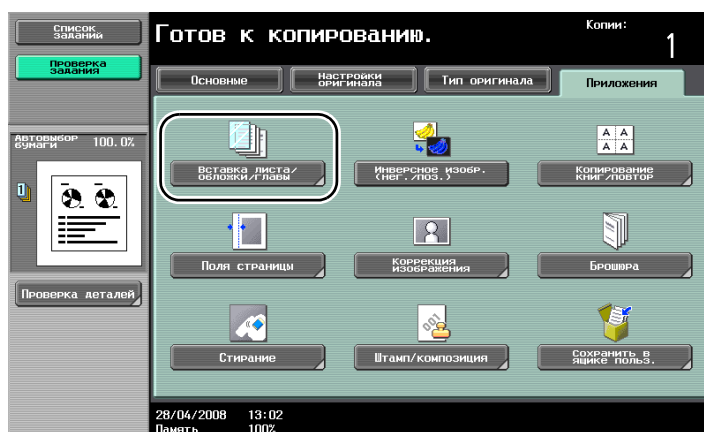 Список
заданий
Готов к копированию.
Копии:
1
Проверка
задания
Основные
Настройки
оригинала
Тип оригинала
Приложения
Автовыбор
бумаги
100.0%
1
Вставка листа/
обложки/главы
Инверсное изобр.
(нег./поз.)
A A
A A
Копирование
книг/повтор
Поля страницы
Коррекция
изображения
Брошюра
Проверка деталей
001
Стирание
Штамп/композиция
Сохранить в
ящике польз.
28/04/2008 13:02
Память 100%